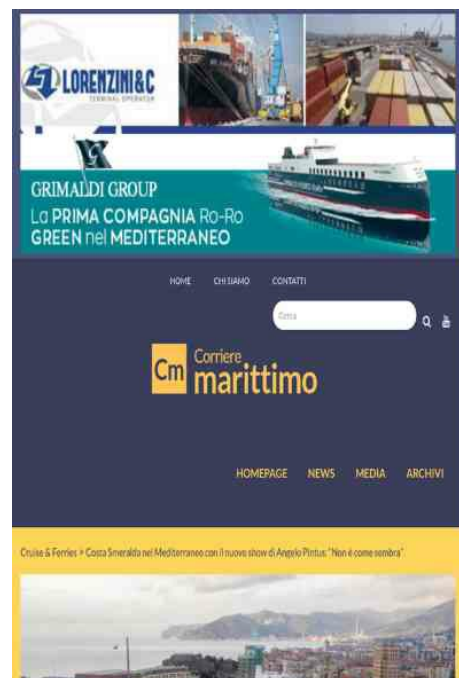 LORENZINI&C
TERMINAL OPERATOR
GRIMALDI GROUP
La PRIMA COMPAGNIA Ro-Ro
GREEN nel MEDITERRANEO
HOME CHI SIAMO CONTATTI
Cerca
Cm Corriere
marittimo
HOMEPAGE NEWS MEDIA ARCHIVI
Cruise & Ferries > Costa Smeralda nel Mediterraneo con il nuovo show di Angelo Pintus: "Non è come sembra"